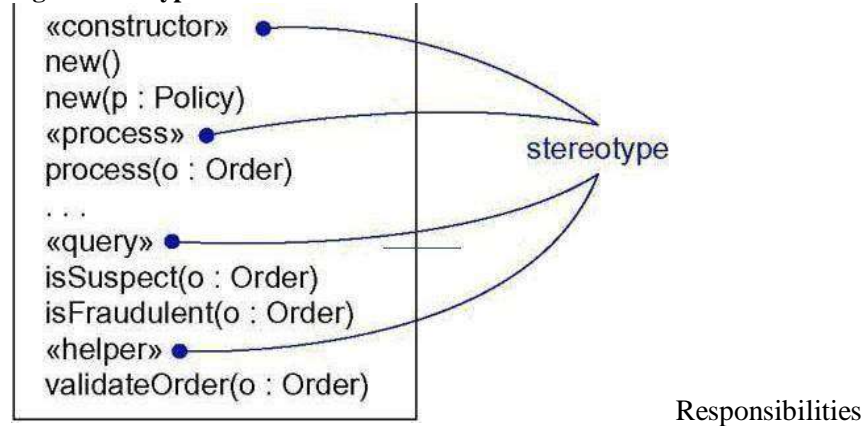 «constructor»
new()
new(p : Policy)
«process»
stereotype
process(o : Order)
. . .
«query»
isSuspect(o : Order)
isFraudulent(o : Order)
«helper»
validateOrder(o : Order)
Responsibilities